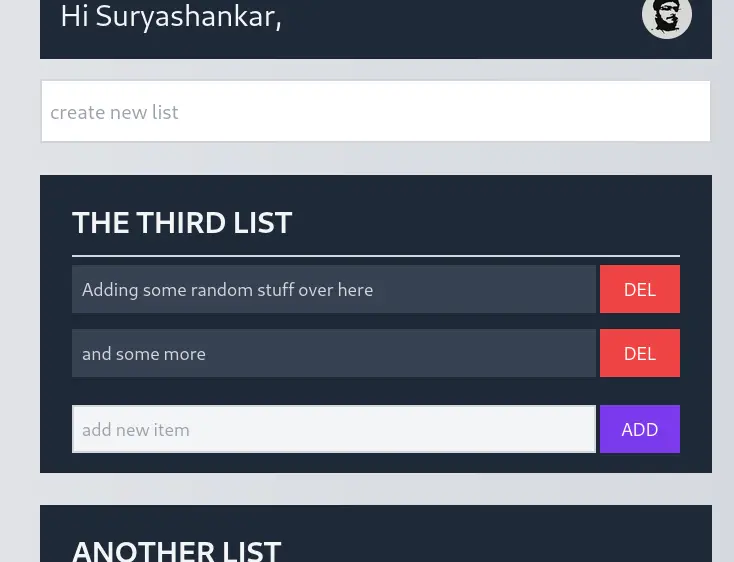 Hi Suryashankar,
create new list
THE THIRD LIST
Adding some random stuff over here
DEL
and some more
DEL
add new item
ADD
ANOTHER LIST